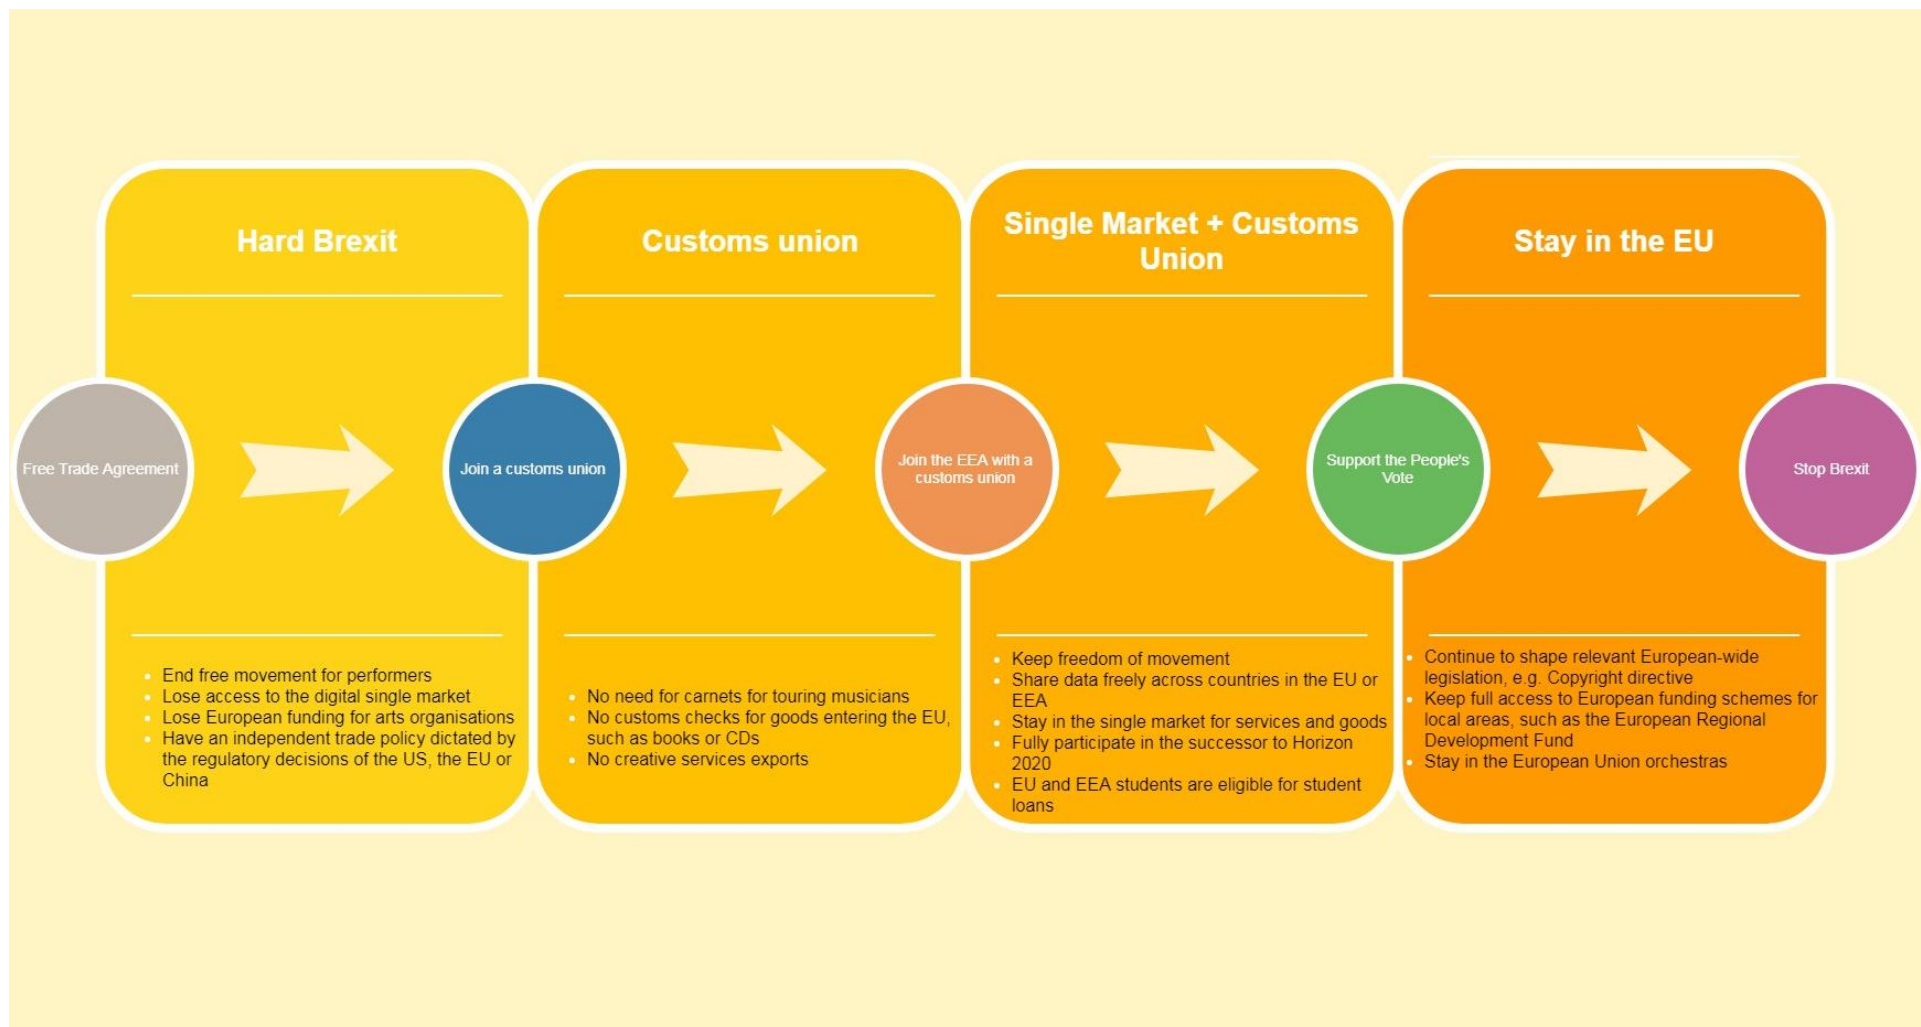 Hard Brexit
Customs union
Single Market + Customs
Union
Stay in the EU
Free Trade Agreement
Join a customs union
Join the EEA with a
customs union
Support the People's
Vote
Stop Brexit
End free movement for performers
Lose access to the digital single market
Lose European funding for arts organisations
Have an independent trade policy dictated by
the regulatory decisions of the US, the EU or
China
No need for carnets for touring musicians
No customs checks for goods entering the EU,
such as books or CDs
No creative services exports
Keep freedom of movement
Share data freely across countries in the EU or
EEA
Stay in the single market for services and goods
Fully participate in the successor to Horizon
2020
EU and EEA students are eligible for student
loans
Continue to shape relevant European-wide
legislation, e.g. Copyright directive
Keep full access to European funding schemes for
local areas, such as the European Regional
Development Fund
Stay in the European Union orchestras